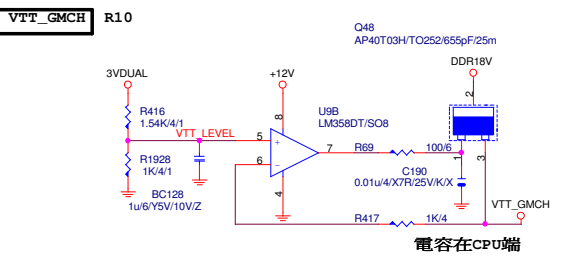 VTT_GMCH R10
Q48
AP40T03H/TO252/655pF/25m
DDR18V
3VDUAL
+12V
2
R416
1.54K/4/1
8
U9B
LM358DT/SO8
VTT_LEVEL
5
+
7
R69
100/6
6
-
1
3
R1928
1K/4/1
C190
0.01u/4/X7R/25V/K/X
4
BC128
1u/6/Y5V/10V/Z
VTT_GMCH
R417
1K/4
電容在CPU端